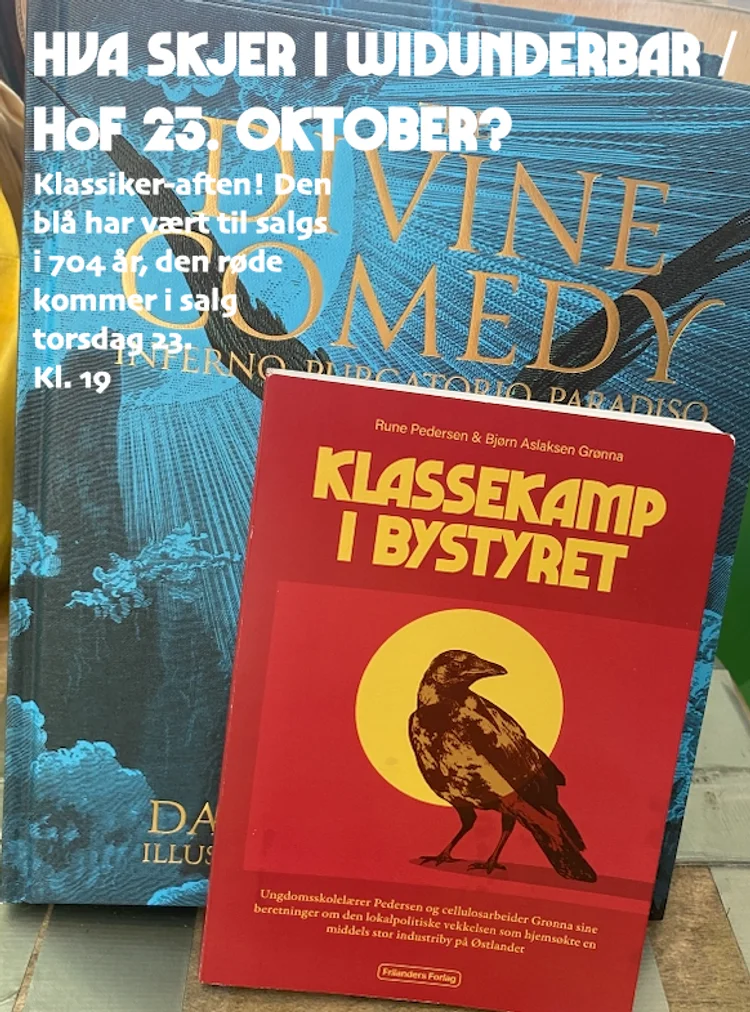 HVA SKJER I WIDUNDERBAR /
HOF 23. OKTOBER?
Klassiker-aften! Den
blå har vært til salgs
i 704 år, den røde
kommer i salg
torsdag 23.
Kl. 19
DIVINE
COMEDY
INFERNO PURGATORIO PARADISO
Rune Pedersen & Bjørn Aslaksen Grønna
KLASSEKAMP
I BYSTYRET
DA
ILLUS
Ungdomsskolelærer Pedersen og cellulosarbeider Grønna sine
beretninger om den lokalpolitiske vekkelsen som hjemsøkte en
middels stor industriby på Østlandet
Frilanders Forlag